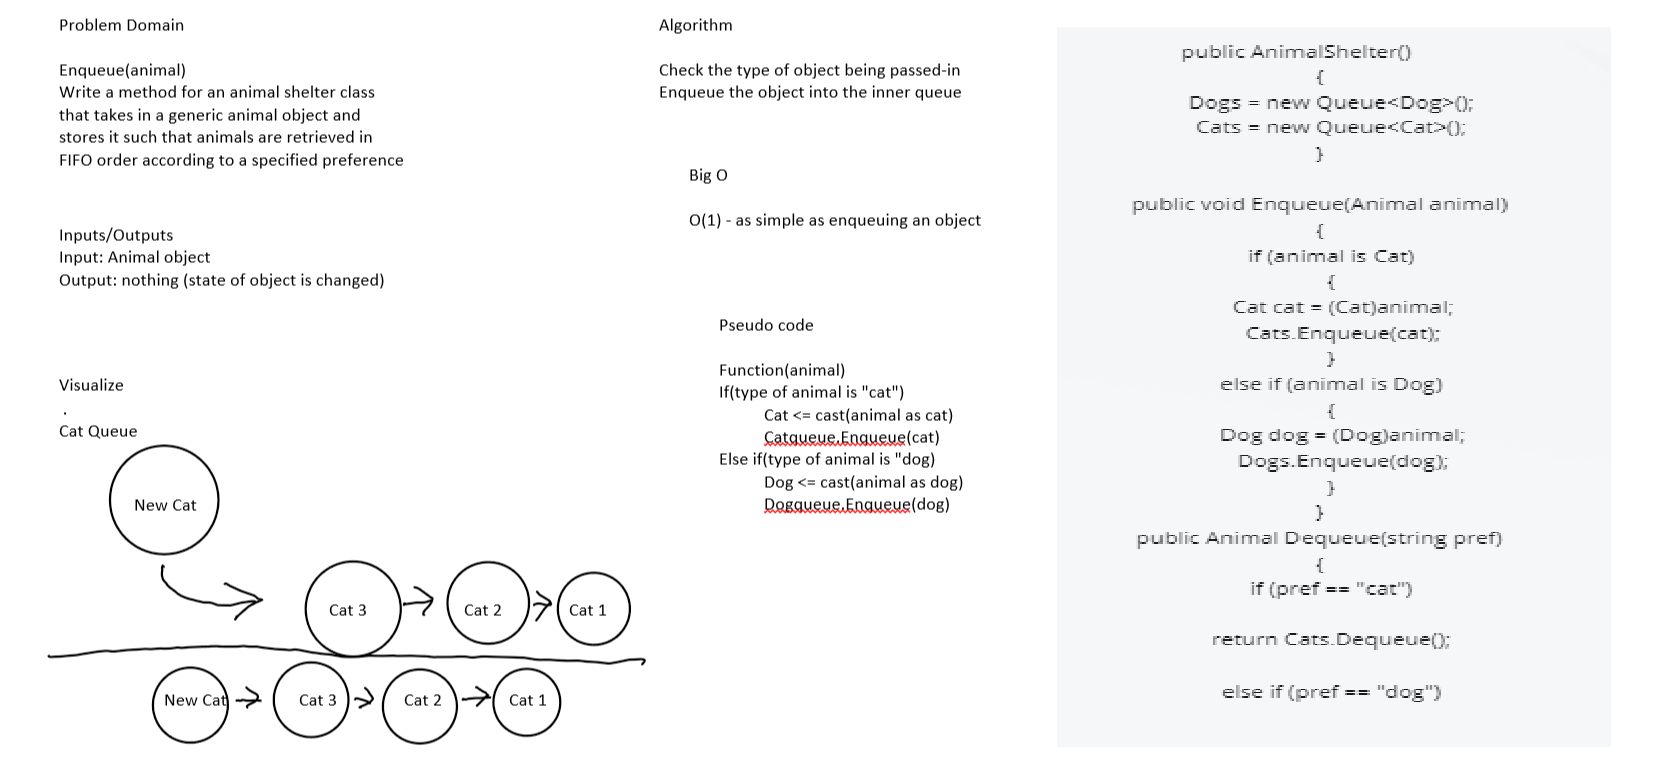 Problem Domain
Enqueue(animal)
Write a method for an animal shelter class
that takes in a generic animal object and
stores it such that animals are retrieved in
FIFO order according to a specified preference
Inputs/Outputs
Input: Animal object
Output: nothing (state of object is changed)
Visualize
.
Cat Queue
New Cat
Cat 3
Cat 2
Cat 1
New Cat
Cat 3
Cat 2
Cat 1
Algorithm
Check the type of object being passed-in
Enqueue the object into the inner queue
Big O
O(1) - as simple as enqueuing an object
Pseudo code
Function(animal)
If(type of animal is "cat")
Cat <= cast(animal as cat)
Catqueue.Enqueue(cat)
Else if(type of animal is "dog)
Dog <= cast(animal as dog)
Dogqueue.Enqueue(dog)
public AnimalShelter()
{
Dogs = new Queue<Dog>();
Cats = new Queue<Cat>();
}
public void Enqueue(Animal animal)
{
if (animal is Cat)
{
Cat cat = (Cat)animal;
Cats.Enqueue(cat);
}
else if (animal is Dog)
{
Dog dog = (Dog)animal;
Dogs.Enqueue(dog);
}
}
public Animal Dequeue(string pref)
{
if (pref == "cat")
return Cats.Dequeue();
else if (pref == "dog")